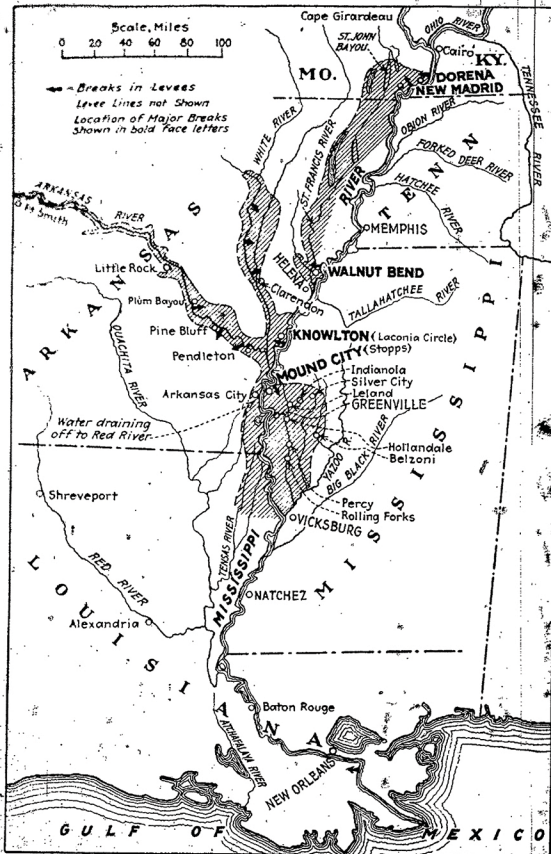 Cape Girardeau
OHIO RIVER
Scale, Miles
0 20 40 60 80 100
ST. JOHN
BAYOU
Cairo
KY.
MO.
DORENA
NEW MADRID
Breaks in Levees
Levee Lines not Shown
Location of Major Breaks
shown in bold face letters
TENNESSEE RIVER
WHITE RIVER
ST. FRANCIS RIVER
OBION RIVER
FORKED DEER RIVER
HATCHEE RIVER
RIVER
TENN
ARKANSAS RIVER
Ft. Smith
MEMPHIS
ARKANSAS
Little Rock
HELENA
WALNUT BEND
Clarendon
TALLAHATCHEE RIVER
Plum Bayou
Pine Bluff
KNOWLTON (Laconia Circle)
Pendleton
MOUND CITY (Stopps)
OUACHITA RIVER
Indianola
Silver City
Arkansas City
Leland
GREENVILLE
Water draining
off to Red River
Hollandale
Belzoni
YAZOO R.
BIG BLACK RIVER
MISSISSIPPI
Shreveport
Percy
Rolling Forks
VICKSBURG
TENSAS RIVER
RED RIVER
MISSISSIPPI
NATCHEZ
LOUISIANA
Alexandria
Baton Rouge
ATCHAFALAYA RIVER
NEW ORLEANS
GULF OF MEXICO